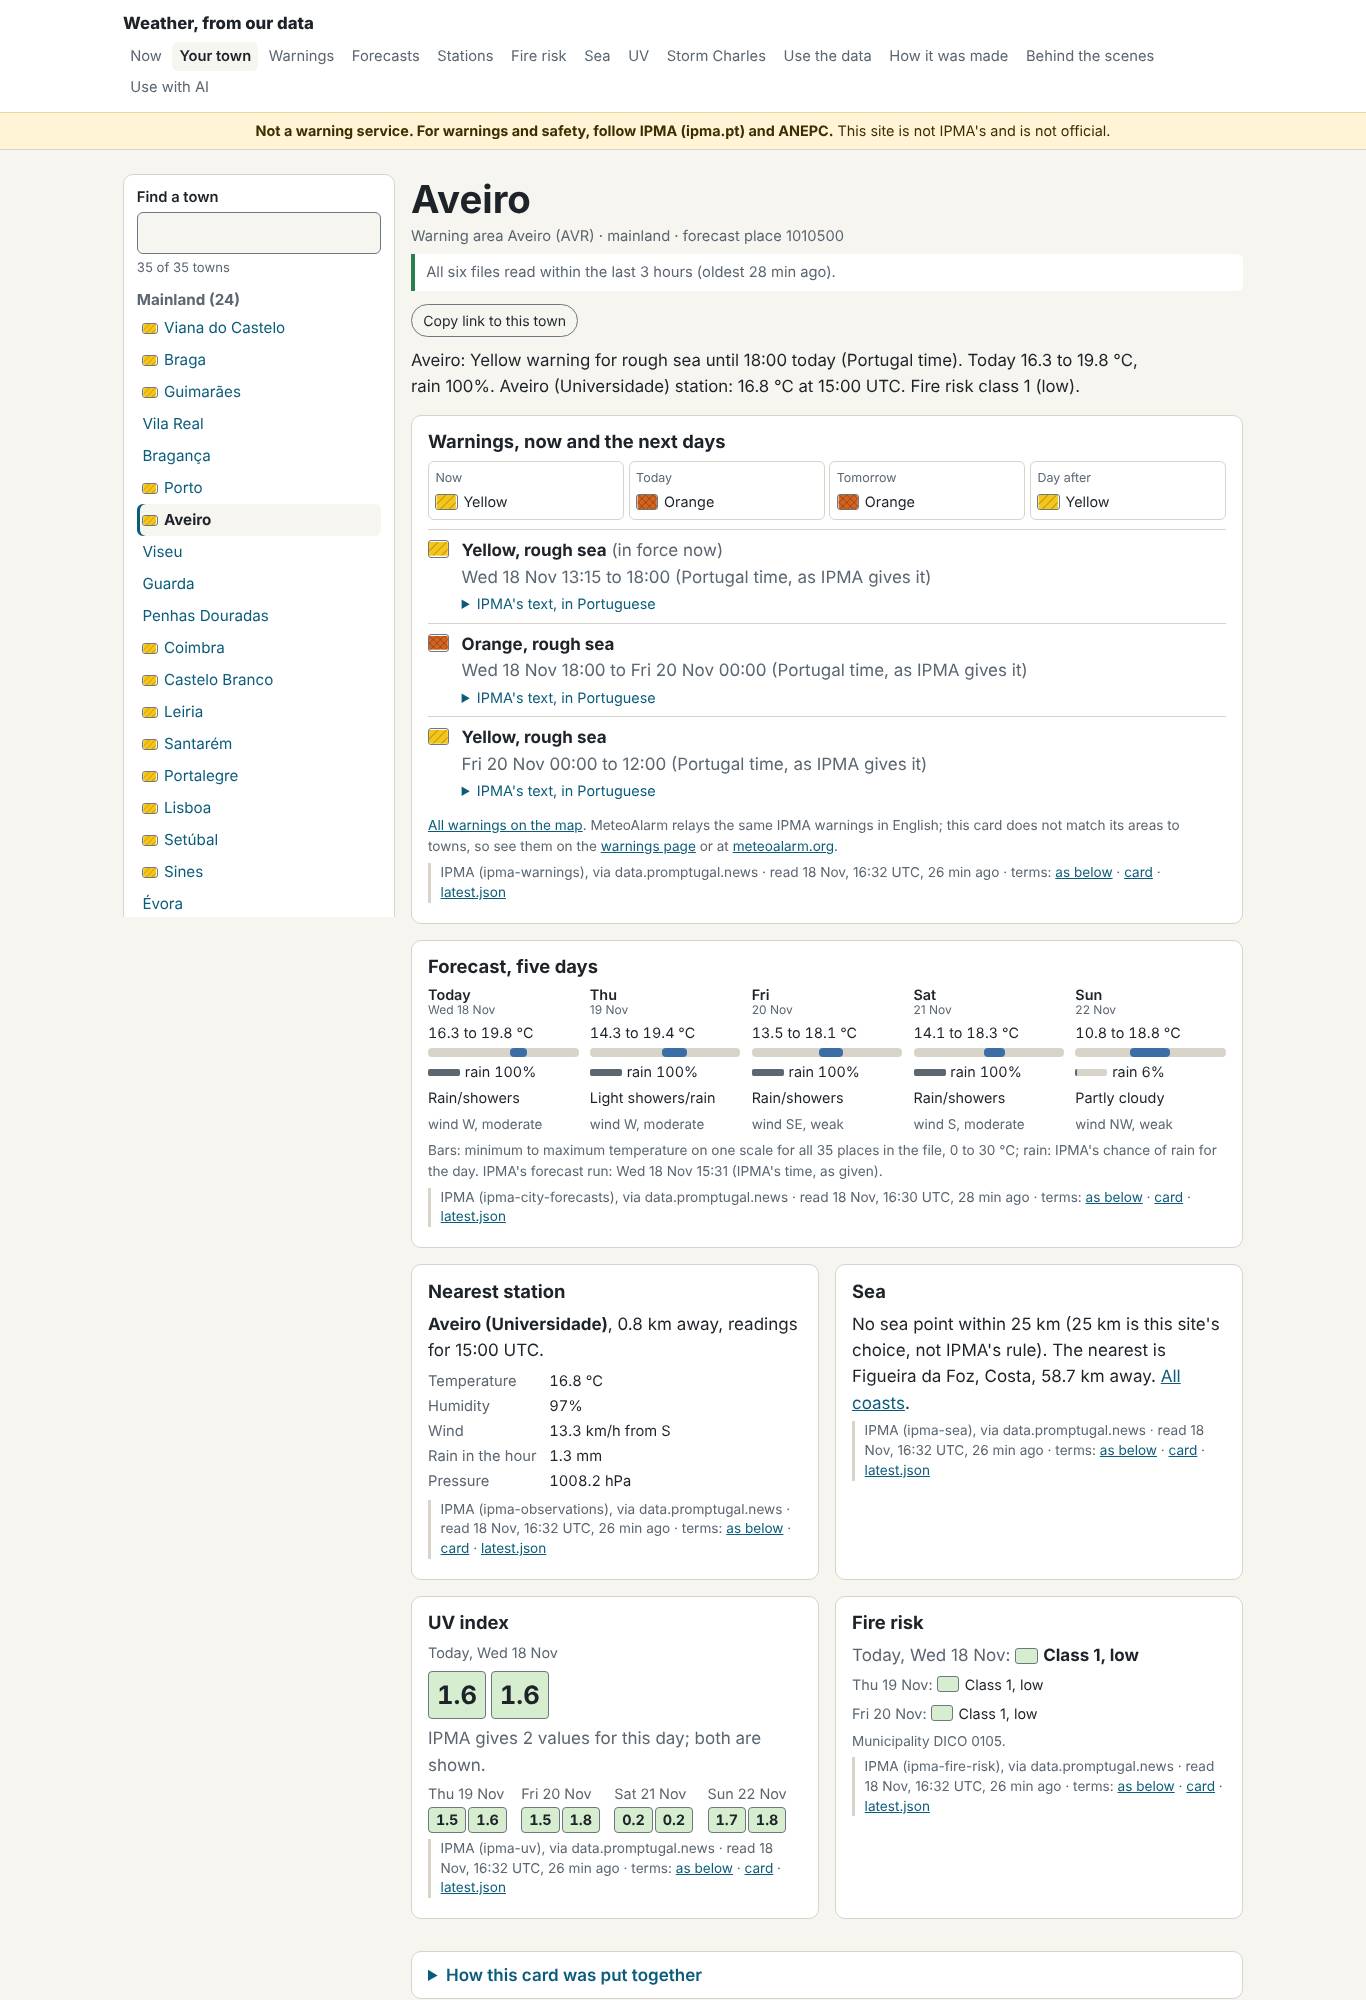 Weather, from our data
Now Your town Warnings Forecasts Stations Fire risk Sea UV Storm Charles Use the data How it was made Behind the scenes
Use with AI
Not a warning service. For warnings and safety, follow IPMA (ipma.pt) and ANEPC. This site is not IPMA's and is not official.
Find a town
35 of 35 towns
Mainland (24)
Viana do Castelo
Braga
Guimarães
Vila Real
Bragança
Porto
Aveiro
Viseu
Guarda
Penhas Douradas
Coimbra
Castelo Branco
Leiria
Santarém
Portalegre
Lisboa
Setúbal
Sines
Évora
Aveiro
Warning area Aveiro (AVR) · mainland · forecast place 1010500
All six files read within the last 3 hours (oldest 28 min ago).
Copy link to this town
Aveiro: Yellow warning for rough sea until 18:00 today (Portugal time). Today 16.3 to 19.8 °C,
rain 100%. Aveiro (Universidade) station: 16.8 °C at 15:00 UTC. Fire risk class 1 (low).
Warnings, now and the next days
Now Today Tomorrow Day after
Yellow Orange Orange Yellow
Yellow, rough sea (in force now)
Wed 18 Nov 13:15 to 18:00 (Portugal time, as IPMA gives it)
▶ IPMA's text, in Portuguese
Orange, rough sea
Wed 18 Nov 18:00 to Fri 20 Nov 00:00 (Portugal time, as IPMA gives it)
▶ IPMA's text, in Portuguese
Yellow, rough sea
Fri 20 Nov 00:00 to 12:00 (Portugal time, as IPMA gives it)
▶ IPMA's text, in Portuguese
All warnings on the map. MeteoAlarm relays the same IPMA warnings in English; this card does not match its areas to
towns, so see them on the warnings page or at meteoalarm.org.
IPMA (ipma-warnings), via data.promptugal.news · read 18 Nov, 16:32 UTC, 26 min ago · terms: as below · card ·
latest.json
Forecast, five days
Today Thu Fri Sat Sun
Wed 18 Nov 19 Nov 20 Nov 21 Nov 22 Nov
16.3 to 19.8 °C 14.3 to 19.4 °C 13.5 to 18.1 °C 14.1 to 18.3 °C 10.8 to 18.8 °C
rain 100% rain 100% rain 100% rain 100% rain 6%
Rain/showers Light showers/rain Rain/showers Rain/showers Partly cloudy
wind W, moderate wind W, moderate wind SE, weak wind S, moderate wind NW, weak
Bars: minimum to maximum temperature on one scale for all 35 places in the file, 0 to 30 °C; rain: IPMA's chance of rain for
the day. IPMA's forecast run: Wed 18 Nov 15:31 (IPMA's time, as given).
IPMA (ipma-city-forecasts), via data.promptugal.news · read 18 Nov, 16:30 UTC, 28 min ago · terms: as below · card ·
latest.json
Nearest station
Aveiro (Universidade), 0.8 km away, readings
for 15:00 UTC.
Temperature 16.8 °C
Humidity 97%
Wind 13.3 km/h from S
Rain in the hour 1.3 mm
Pressure 1008.2 hPa
IPMA (ipma-observations), via data.promptugal.news ·
read 18 Nov, 16:32 UTC, 26 min ago · terms: as below ·
card · latest.json
Sea
No sea point within 25 km (25 km is this site's
choice, not IPMA's rule). The nearest is
Figueira da Foz, Costa, 58.7 km away. All
coasts.
IPMA (ipma-sea), via data.promptugal.news · read 18
Nov, 16:32 UTC, 26 min ago · terms: as below · card ·
latest.json
UV index
Today, Wed 18 Nov
1.6 1.6
IPMA gives 2 values for this day; both are
shown.
Thu 19 Nov Fri 20 Nov Sat 21 Nov Sun 22 Nov
1.5 1.6 1.5 1.8 0.2 0.2 1.7 1.8
IPMA (ipma-uv), via data.promptugal.news · read 18
Nov, 16:32 UTC, 26 min ago · terms: as below · card ·
latest.json
Fire risk
Today, Wed 18 Nov: Class 1, low
Thu 19 Nov: Class 1, low
Fri 20 Nov: Class 1, low
Municipality DICO 0105.
IPMA (ipma-fire-risk), via data.promptugal.news · read
18 Nov, 16:32 UTC, 26 min ago · terms: as below · card ·
latest.json
▶ How this card was put together